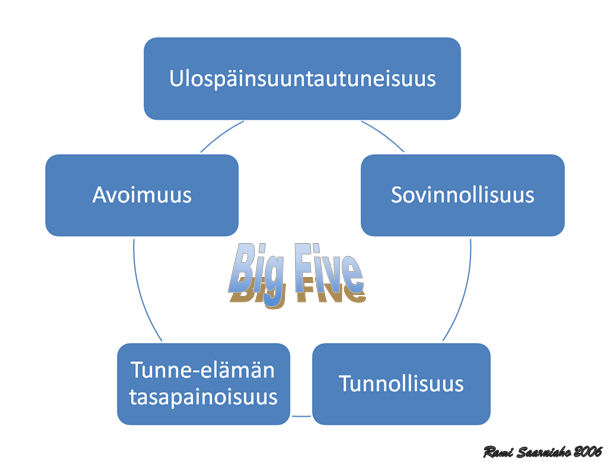 Ulospäinsuuntautuneisuus
Avoimuus
Sovinnollisuus
Big Five
Tunne-elämän
tasapainoisuus
Tunnollisuus
Rami Saarniaho 2006